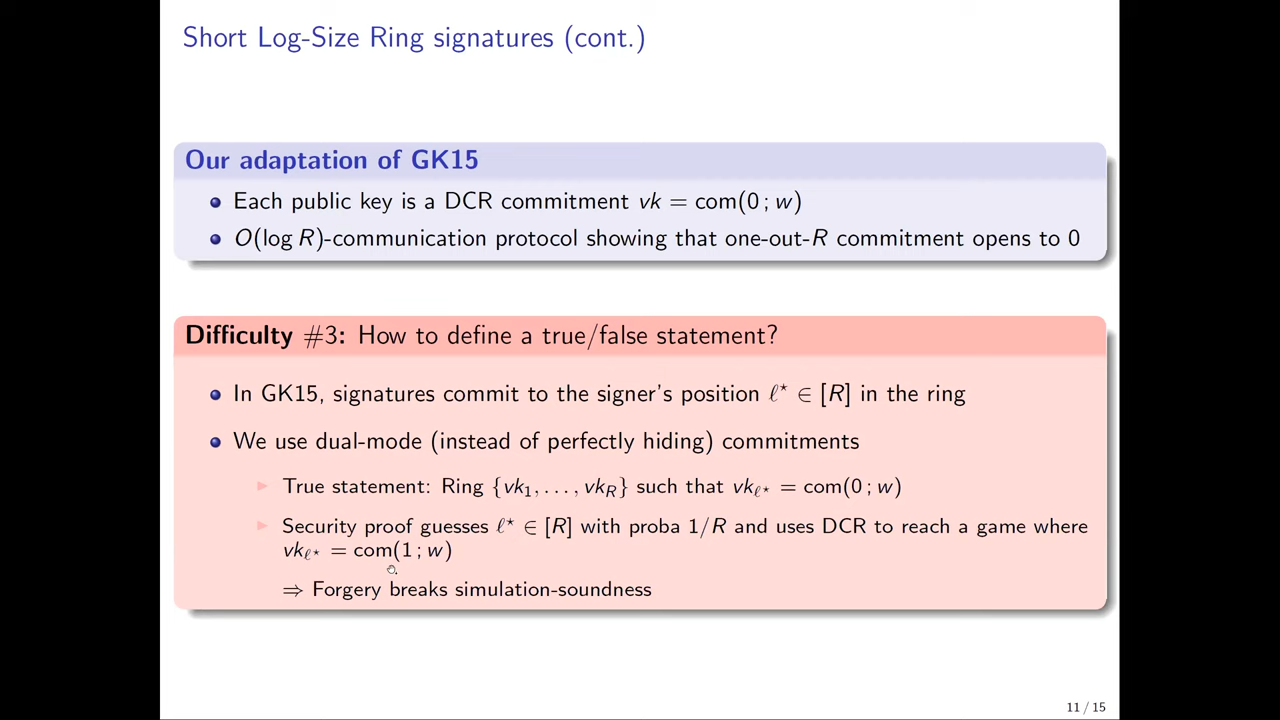 Short Log-Size Ring signatures (cont.)
Our adaptation of GK15
Each public key is a DCR commitment vk = com(0 ; w)
O(log R)-communication protocol showing that one-out-R commitment opens to 0
Difficulty #3: How to define a true/false statement?
In GK15, signatures commit to the signer's position ℓ⋆ ∈ [R] in the ring
We use dual-mode (instead of perfectly hiding) commitments
True statement: Ring {vk₁, . . . , vk_R} such that vk_ℓ⋆ = com(0 ; w)
Security proof guesses ℓ⋆ ∈ [R] with proba 1/R and uses DCR to reach a game where
vk_ℓ⋆ = com(1 ; w)
⇒ Forgery breaks simulation-soundness
11 / 15